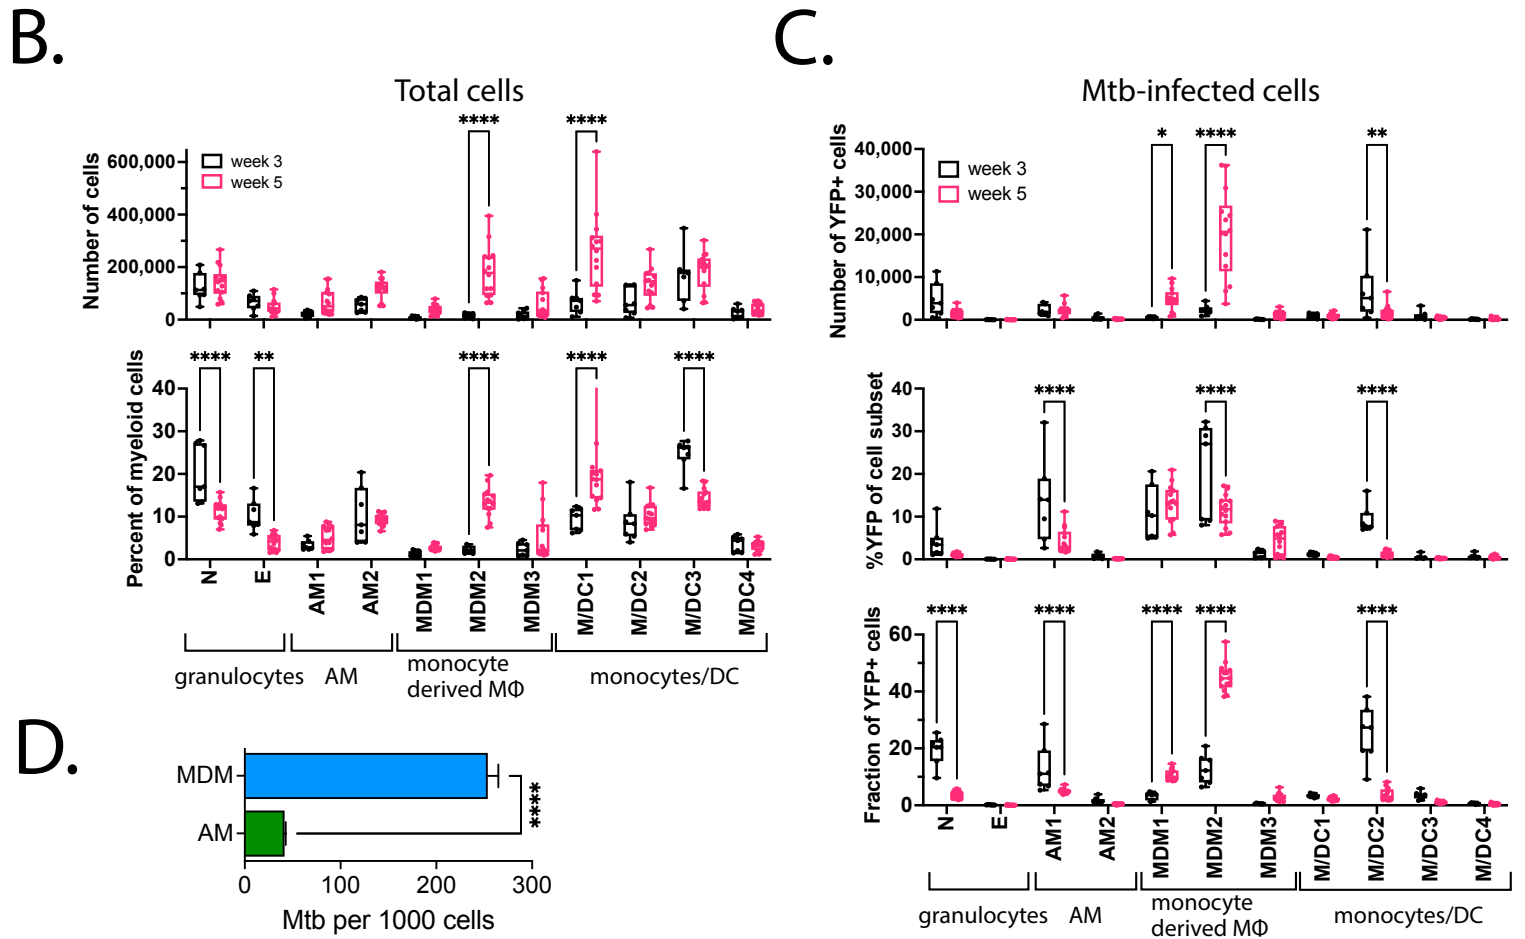 B.
Total cells
****
****
Number of cells
600,000
400,000
200,000
0
week 3
week 5
****
**
****
****
****
Percent of myeloid cells
40
30
20
10
0
N
E
AM1
AM2
MDM1
MDM2
MDM3
M/DC1
M/DC2
M/DC3
M/DC4
granulocytes
AM
monocyte
derived MΦ
monocytes/DC
C.
Mtb-infected cells
*
****
**
Number of YFP+ cells
40,000
30,000
20,000
10,000
0
week 3
week 5
****
****
****
%YFP of cell subset
40
30
20
10
0
****
****
****
****
****
Fraction of YFP+ cells
60
40
20
0
N
E
AM1
AM2
MDM1
MDM2
MDM3
M/DC1
M/DC2
M/DC3
M/DC4
granulocytes
AM
monocyte
derived MΦ
monocytes/DC
D.
MDM
AM
****
0
100
200
300
Mtb per 1000 cells